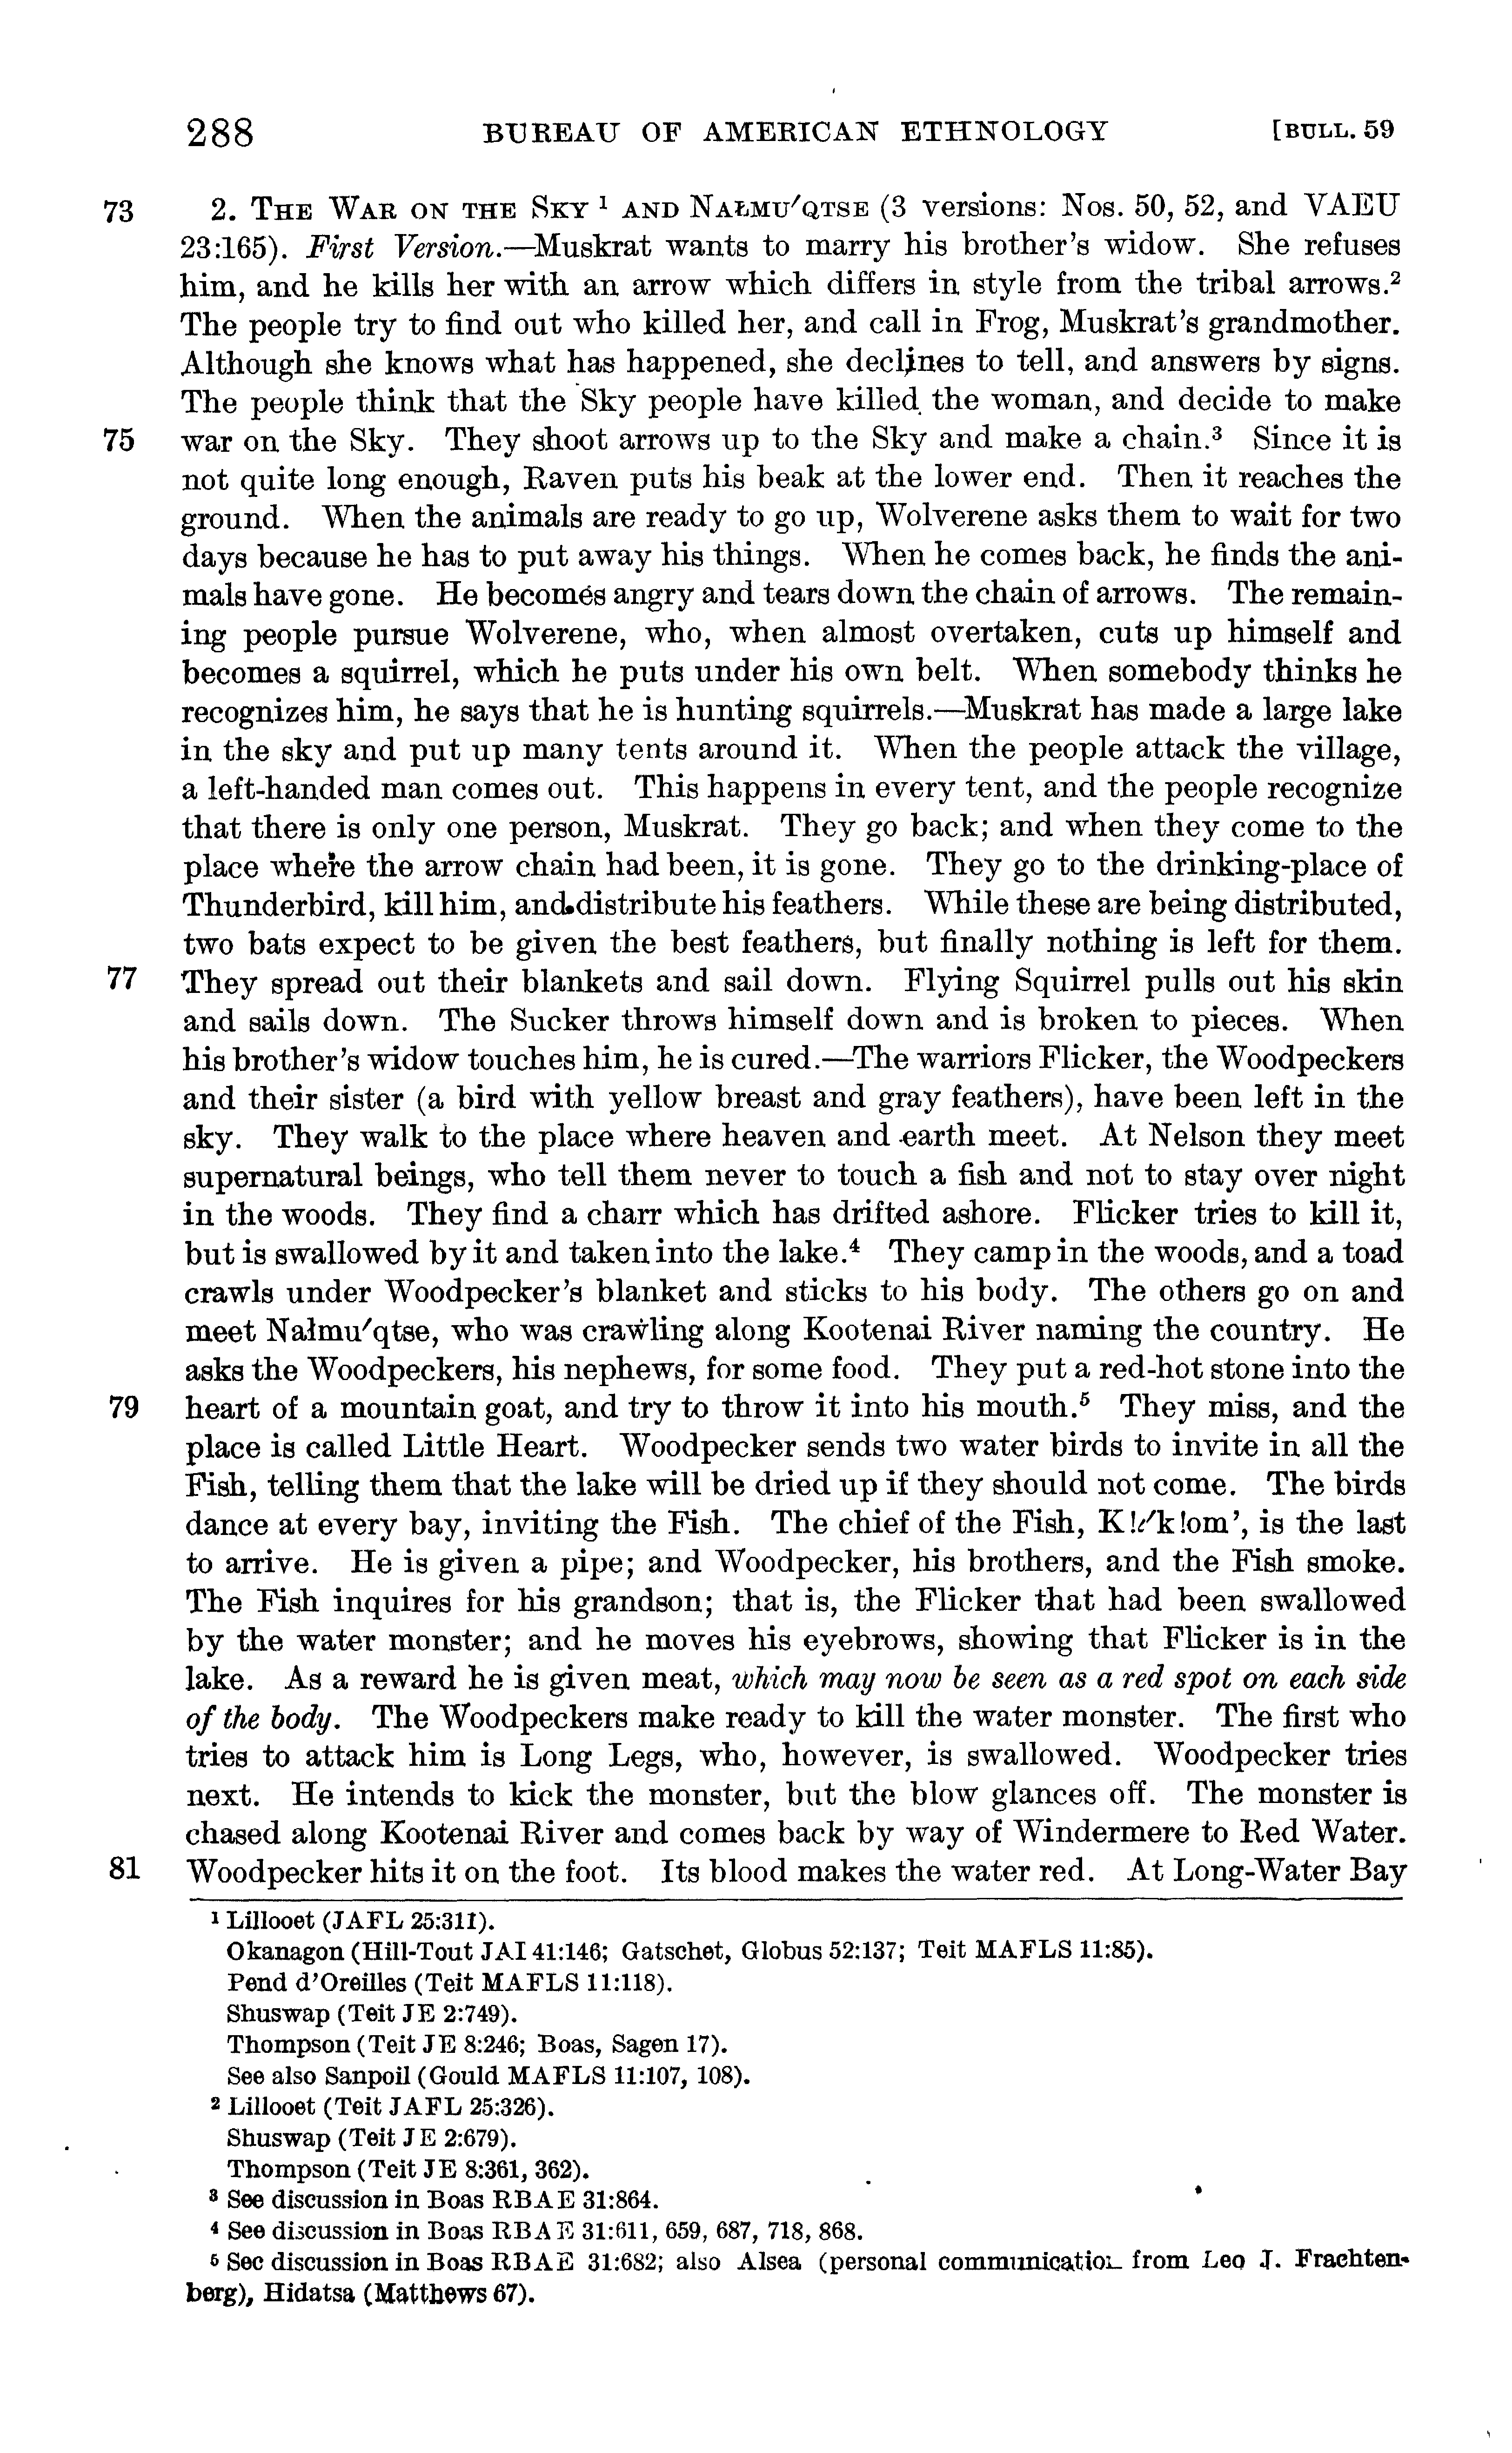 288 BUREAU OF AMERICAN ETHNOLOGY [BULL. 59
73 2. THE WAR ON THE SKY ¹ AND NAŁMU′QTSE (3 versions: Nos. 50, 52, and VAEU
23:165). First Version.—Muskrat wants to marry his brother's widow. She refuses
him, and he kills her with an arrow which differs in style from the tribal arrows.²
The people try to find out who killed her, and call in Frog, Muskrat's grandmother.
Although she knows what has happened, she declines to tell, and answers by signs.
The people think that the Sky people have killed the woman, and decide to make
75 war on the Sky. They shoot arrows up to the Sky and make a chain.³ Since it is
not quite long enough, Raven puts his beak at the lower end. Then it reaches the
ground. When the animals are ready to go up, Wolverene asks them to wait for two
days because he has to put away his things. When he comes back, he finds the ani-
mals have gone. He becomes angry and tears down the chain of arrows. The remain-
ing people pursue Wolverene, who, when almost overtaken, cuts up himself and
becomes a squirrel, which he puts under his own belt. When somebody thinks he
recognizes him, he says that he is hunting squirrels.—Muskrat has made a large lake
in the sky and put up many tents around it. When the people attack the village,
a left-handed man comes out. This happens in every tent, and the people recognize
that there is only one person, Muskrat. They go back; and when they come to the
place where the arrow chain had been, it is gone. They go to the drinking-place of
Thunderbird, kill him, and distribute his feathers. While these are being distributed,
two bats expect to be given the best feathers, but finally nothing is left for them.
77 They spread out their blankets and sail down. Flying Squirrel pulls out his skin
and sails down. The Sucker throws himself down and is broken to pieces. When
his brother's widow touches him, he is cured.—The warriors Flicker, the Woodpeckers
and their sister (a bird with yellow breast and gray feathers), have been left in the
sky. They walk to the place where heaven and earth meet. At Nelson they meet
supernatural beings, who tell them never to touch a fish and not to stay over night
in the woods. They find a charr which has drifted ashore. Flicker tries to kill it,
but is swallowed by it and taken into the lake.⁴ They camp in the woods, and a toad
crawls under Woodpecker's blanket and sticks to his body. The others go on and
meet Nałmu′qtse, who was crawling along Kootenai River naming the country. He
asks the Woodpeckers, his nephews, for some food. They put a red-hot stone into the
79 heart of a mountain goat, and try to throw it into his mouth.⁵ They miss, and the
place is called Little Heart. Woodpecker sends two water birds to invite in all the
Fish, telling them that the lake will be dried up if they should not come. The birds
dance at every bay, inviting the Fish. The chief of the Fish, K!ɩ′k!om', is the last
to arrive. He is given a pipe; and Woodpecker, his brothers, and the Fish smoke.
The Fish inquires for his grandson; that is, the Flicker that had been swallowed
by the water monster; and he moves his eyebrows, showing that Flicker is in the
lake. As a reward he is given meat, which may now be seen as a red spot on each side
of the body. The Woodpeckers make ready to kill the water monster. The first who
tries to attack him is Long Legs, who, however, is swallowed. Woodpecker tries
next. He intends to kick the monster, but the blow glances off. The monster is
chased along Kootenai River and comes back by way of Windermere to Red Water.
81 Woodpecker hits it on the foot. Its blood makes the water red. At Long-Water Bay
¹ Lillooet (JAFL 25:311).
Okanagon (Hill-Tout JAI 41:146; Gatschet, Globus 52:137; Teit MAFLS 11:85).
Pend d'Oreilles (Teit MAFLS 11:118).
Shuswap (Teit JE 2:749).
Thompson (Teit JE 8:246; Boas, Sagen 17).
See also Sanpoil (Gould MAFLS 11:107, 108).
² Lillooet (Teit JAFL 25:326).
Shuswap (Teit JE 2:679).
Thompson (Teit JE 8:361, 362).
³ See discussion in Boas RBAE 31:864.
⁴ See discussion in Boas RBAE 31:611, 659, 687, 718, 868.
⁵ See discussion in Boas RBAE 31:682; also Alsea (personal communication from Leo J. Frachten-
berg), Hidatsa (Matthews 67).